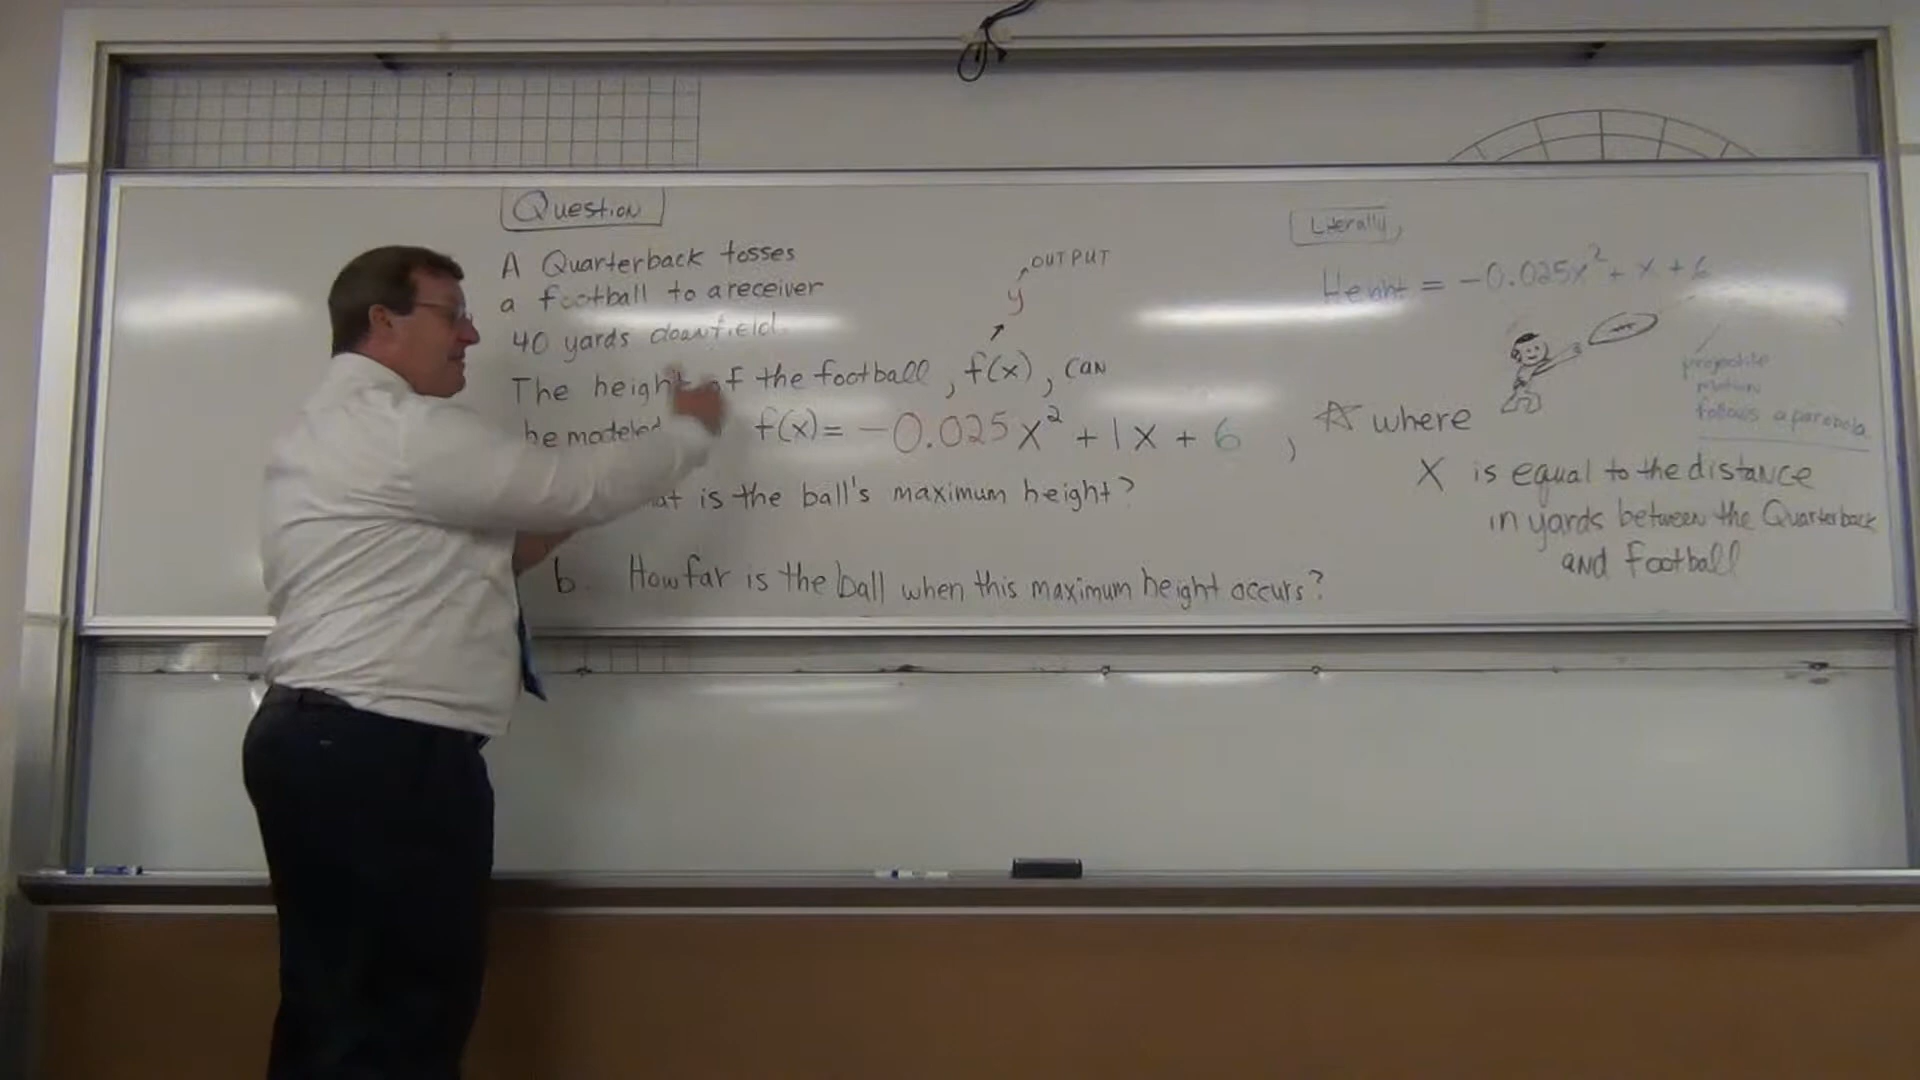 Question
A Quarterback tosses
a football to a receiver
40 yards downfield.
The height of the football, f(x), can
y
OUTPUT
be modeled f(x) = -0.025x² + 1x + 6, ☆ where
x is equal to the distance
in yards between the Quarterback
and football
is the ball's maximum height?
b. How far is the ball when this maximum height occurs?
Literally,
Height = -0.025x² + x + 6
projectile
motion
follows a parabola